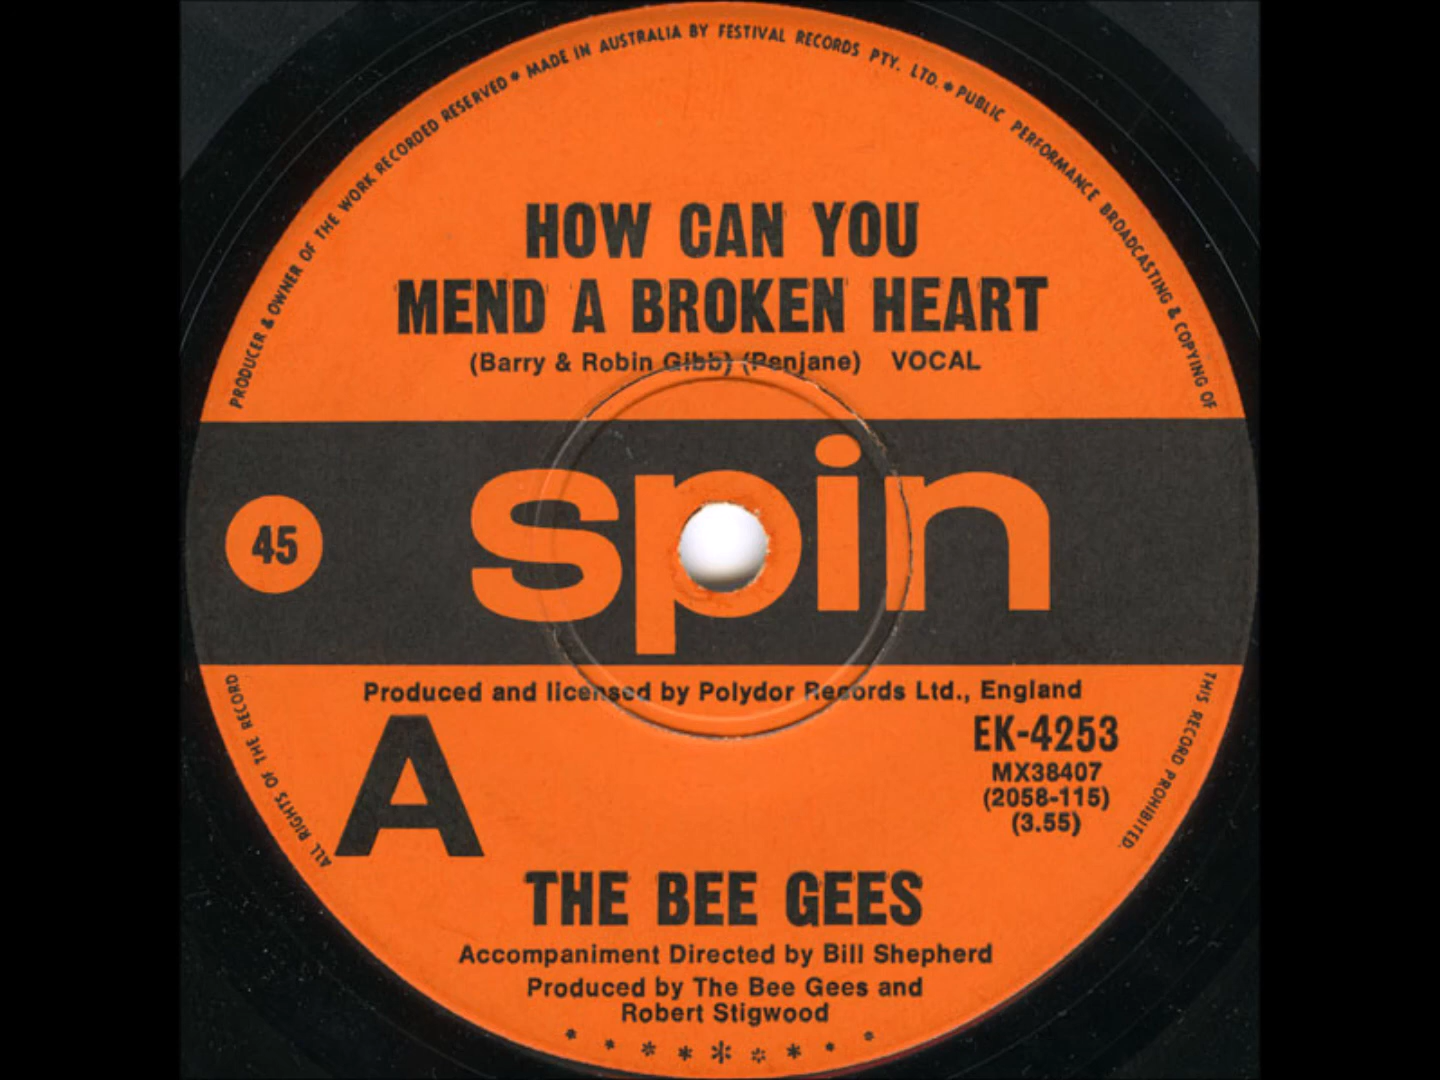 PRODUCER & OWNER OF THE WORK RECORDED RESERVED * MADE IN AUSTRALIA BY FESTIVAL RECORDS PTY. LTD. * PUBLIC PERFORMANCE BROADCASTING & COPYING OF
HOW CAN YOU
MEND A BROKEN HEART
(Barry & Robin Gibb) (Penjane) VOCAL
45
spin
Produced and licensed by Polydor Records Ltd., England
A
EK-4253
MX38407
(2058-115)
(3.55)
ALL RIGHTS OF THE RECORD
THIS RECORD PROHIBITED.
THE BEE GEES
Accompaniment Directed by Bill Shepherd
Produced by The Bee Gees and
Robert Stigwood